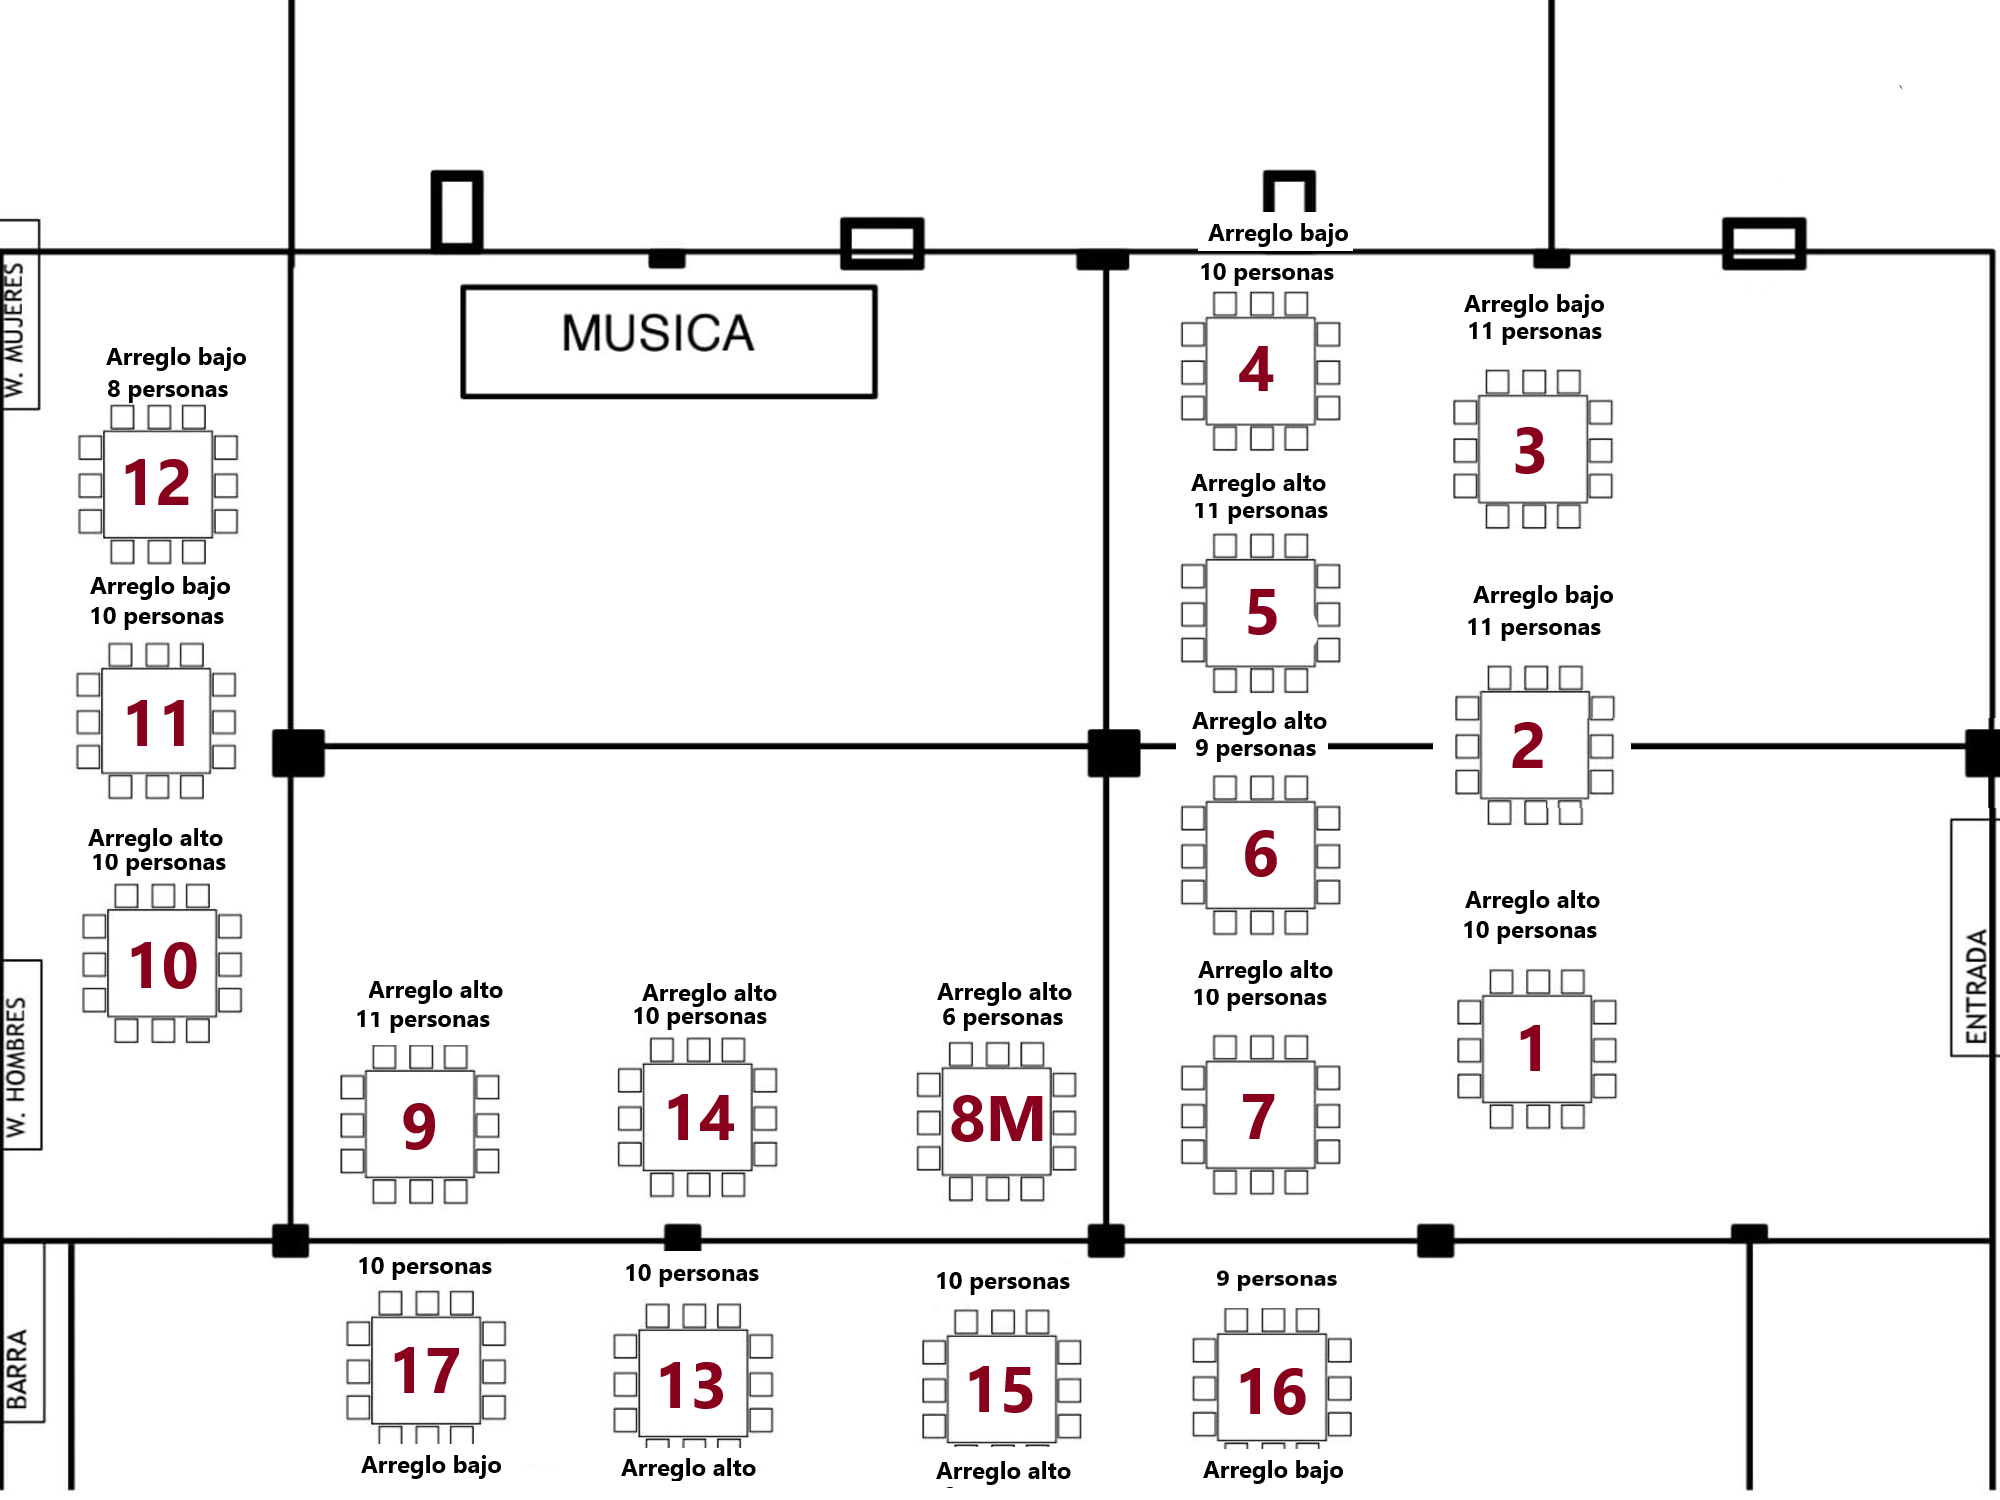 Arreglo bajo
10 personas
4
Arreglo bajo
11 personas
3
W. MUJERES
MUSICA
Arreglo bajo
8 personas
12
Arreglo alto
11 personas
5
Arreglo bajo
10 personas
11
Arreglo bajo
11 personas
2
Arreglo alto
9 personas
6
Arreglo alto
10 personas
10
Arreglo alto
10 personas
1
ENTRADA
W. HOMBRES
Arreglo alto
11 personas
9
Arreglo alto
10 personas
14
Arreglo alto
6 personas
8M
Arreglo alto
10 personas
7
BARRA
10 personas
17
Arreglo bajo
10 personas
13
Arreglo alto
10 personas
15
Arreglo alto
9 personas
16
Arreglo bajo